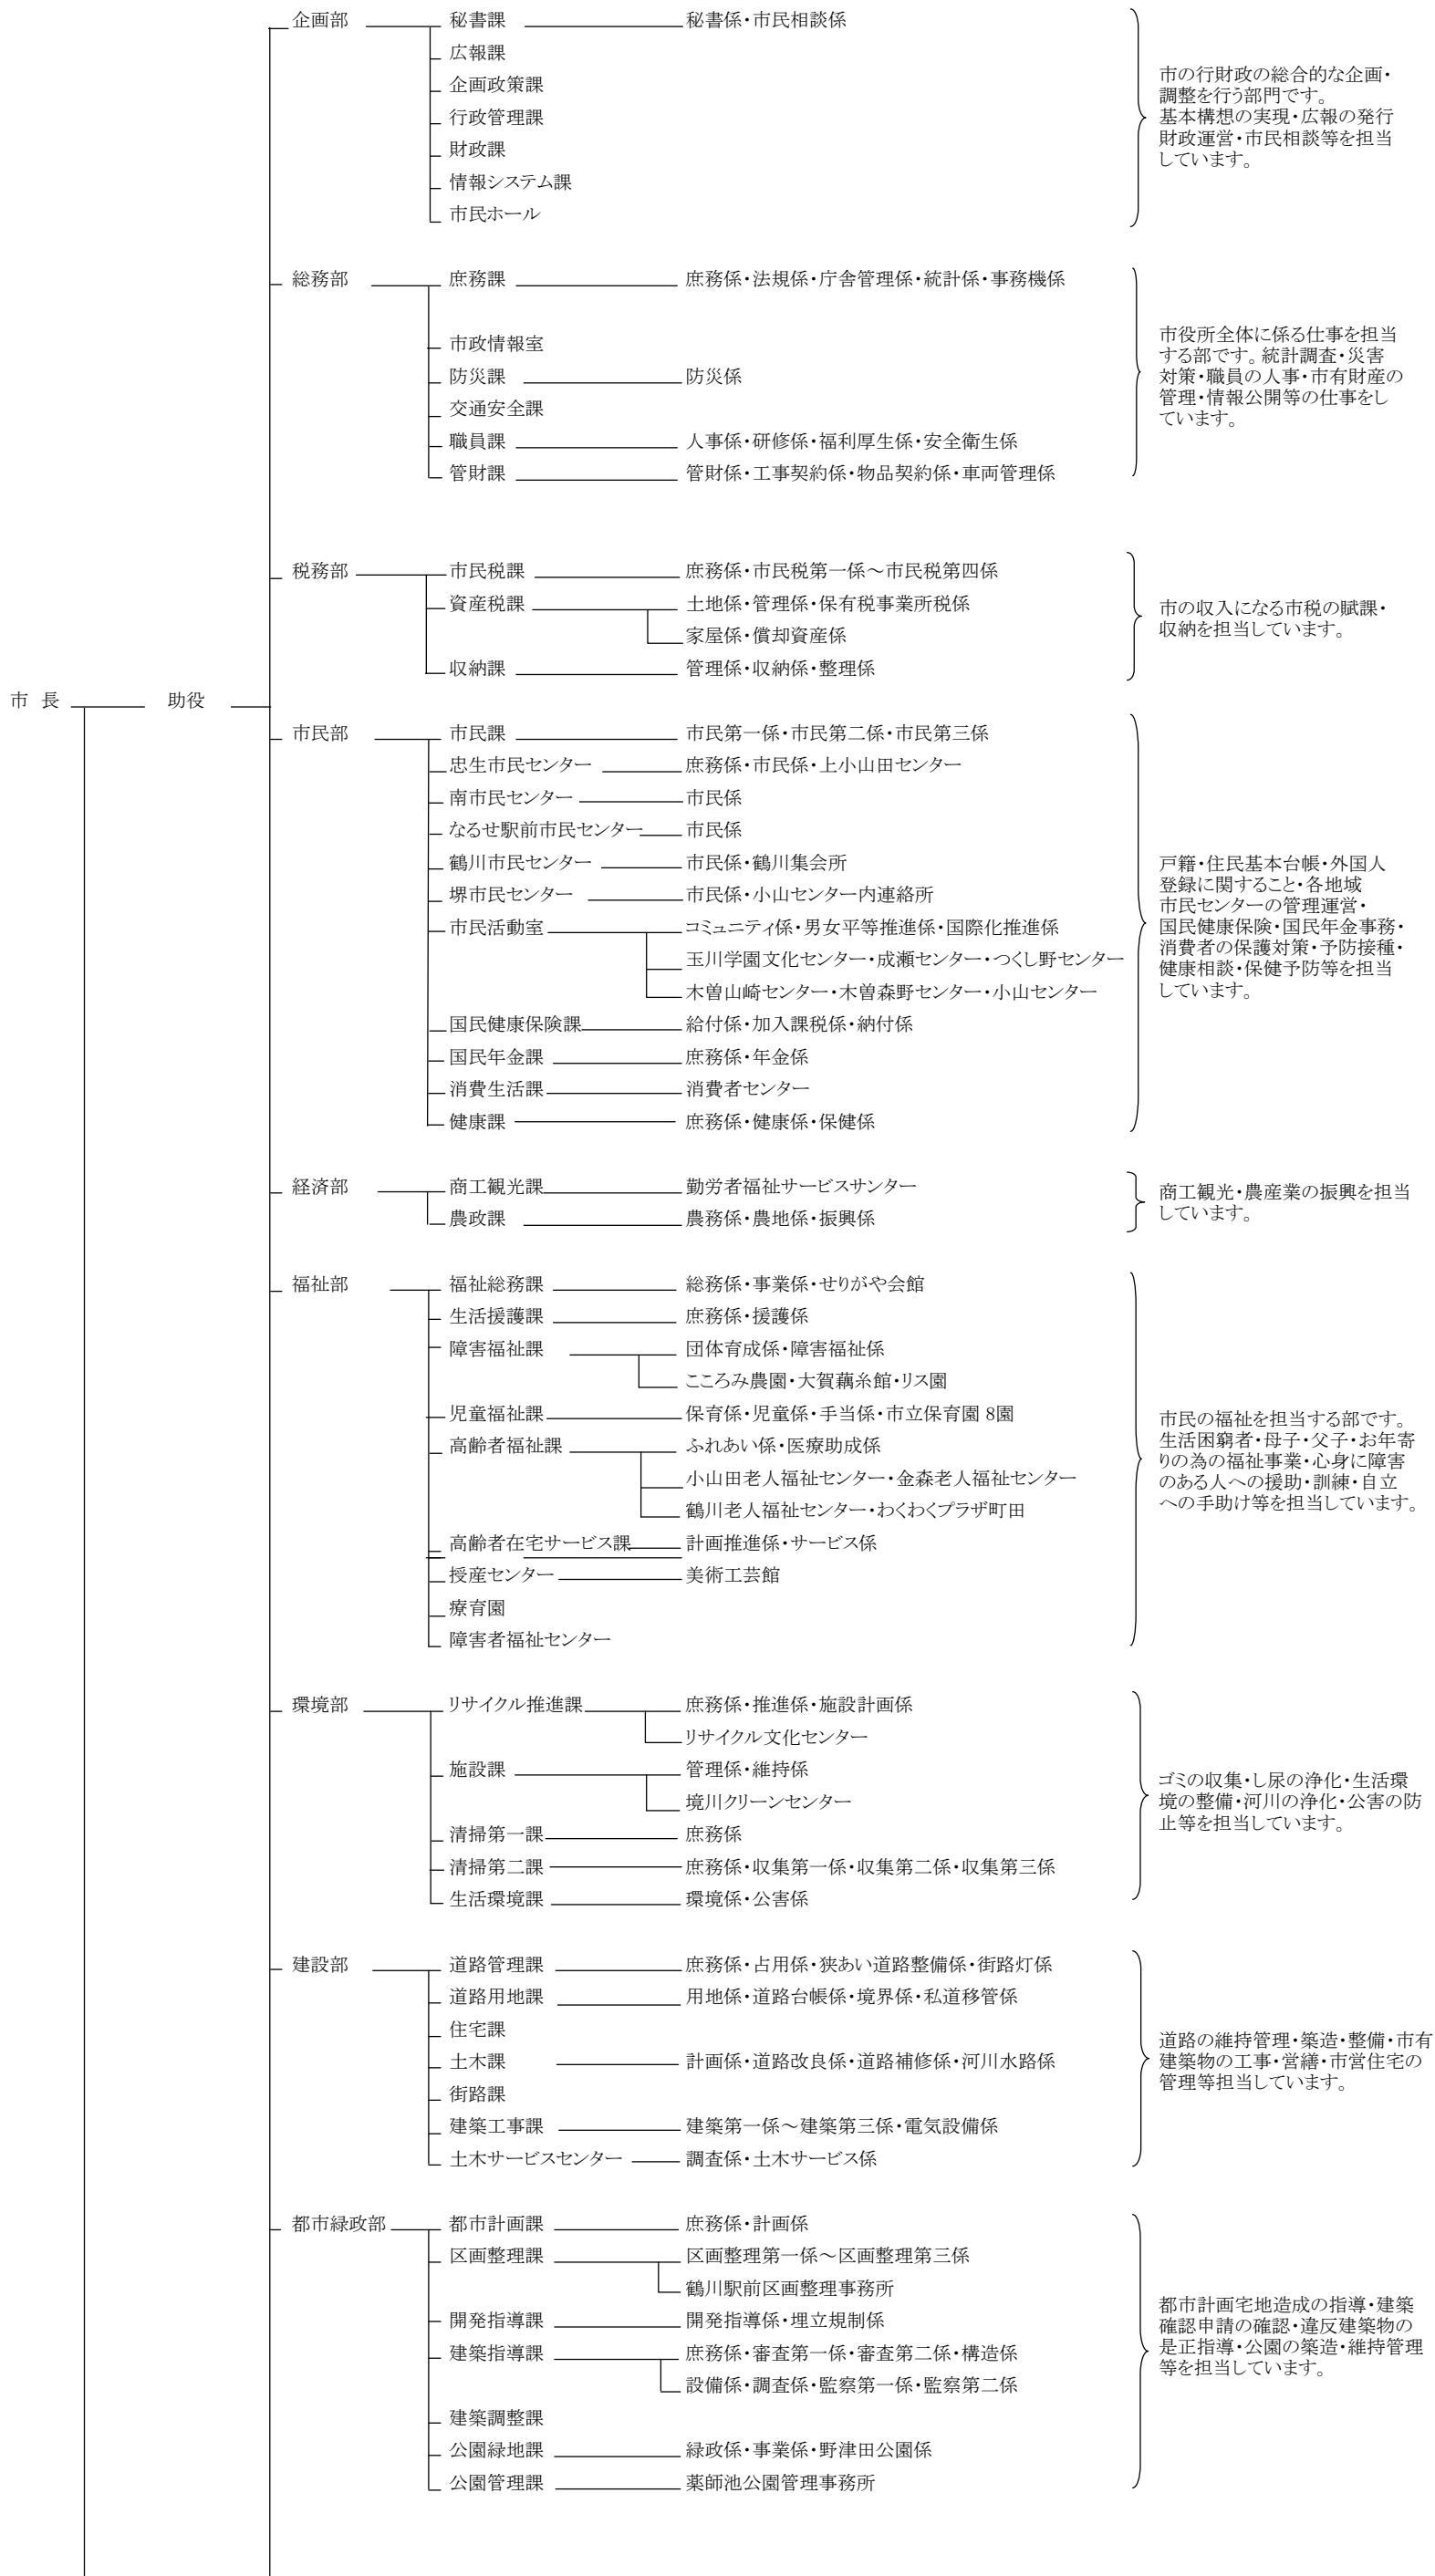 企画部 秘書課 秘書係・市民相談係
広報課
企画政策課
行政管理課
財政課
情報システム課
市民ホール
市の行財政の総合的な企画・
調整を行う部門です。
基本構想の実現・広報の発行
財政運営・市民相談等を担当
しています。
総務部 庶務課 庶務係・法規係・庁舎管理係・統計係・事務機係
市政情報室
防災課 防災係
交通安全課
職員課 人事係・研修係・福利厚生係・安全衛生係
管財課 管財係・工事契約係・物品契約係・車両管理係
市役所全体に係る仕事を担当
する部です。統計調査・災害
対策・職員の人事・市有財産の
管理・情報公開等の仕事をし
ています。
税務部 市民税課 庶務係・市民税第一係～市民税第四係
資産税課 土地係・管理係・保有税事業所税係
家屋係・償却資産係
収納課 管理係・収納係・整理係
市の収入になる市税の賦課・
収納を担当しています。
市 長 助役
市民部 市民課 市民第一係・市民第二係・市民第三係
忠生市民センター 庶務係・市民係・上小山田センター
南市民センター 市民係
なるせ駅前市民センター 市民係
鶴川市民センター 市民係・鶴川集会所
堺市民センター 市民係・小山センター内連絡所
市民活動室 コミュニティ係・男女平等推進係・国際化推進係
玉川学園文化センター・成瀬センター・つくし野センター
木曽山崎センター・木曽森野センター・小山センター
国民健康保険課 給付係・加入課税係・納付係
国民年金課 庶務係・年金係
消費生活課 消費者センター
健康課 庶務係・健康係・保健係
戸籍・住民基本台帳・外国人
登録に関すること・各地域
市民センターの管理運営・
国民健康保険・国民年金事務・
消費者の保護対策・予防接種・
健康相談・保健予防等を担当
しています。
経済部 商工観光課 勤労者福祉サービスサンター
農政課 農務係・農地係・振興係
商工観光・農産業の振興を担当
しています。
福祉部 福祉総務課 総務係・事業係・せりがや会館
生活援護課 庶務係・援護係
障害福祉課 団体育成係・障害福祉係
こころみ農園・大賀藕糸館・リス園
児童福祉課 保育係・児童係・手当係・市立保育園 8園
高齢者福祉課 ふれあい係・医療助成係
小山田老人福祉センター・金森老人福祉センター
鶴川老人福祉センター・わくわくプラザ町田
高齢者在宅サービス課 計画推進係・サービス係
授産センター 美術工芸館
療育園
障害者福祉センター
市民の福祉を担当する部です。
生活困窮者・母子・父子・お年寄
りの為の福祉事業・心身に障害
のある人への援助・訓練・自立
への手助け等を担当しています。
環境部 リサイクル推進課 庶務係・推進係・施設計画係
リサイクル文化センター
施設課 管理係・維持係
境川クリーンセンター
清掃第一課 庶務係
清掃第二課 庶務係・収集第一係・収集第二係・収集第三係
生活環境課 環境係・公害係
ゴミの収集・し尿の浄化・生活環
境の整備・河川の浄化・公害の防
止等を担当しています。
建設部 道路管理課 庶務係・占用係・狭あい道路整備係・街路灯係
道路用地課 用地係・道路台帳係・境界係・私道移管係
住宅課
土木課 計画係・道路改良係・道路補修係・河川水路係
街路課
建築工事課 建築第一係～建築第三係・電気設備係
土木サービスセンター 調査係・土木サービス係
道路の維持管理・築造・整備・市有
建築物の工事・営繕・市営住宅の
管理等担当しています。
都市緑政部 都市計画課 庶務係・計画係
区画整理課 区画整理第一係～区画整理第三係
鶴川駅前区画整理事務所
開発指導課 開発指導係・埋立規制係
建築指導課 庶務係・審査第一係・審査第二係・構造係
設備係・調査係・監察第一係・監察第二係
建築調整課
公園緑地課 緑政係・事業係・野津田公園係
公園管理課 薬師池公園管理事務所
都市計画宅地造成の指導・建築
確認申請の確認・違反建築物の
是正指導・公園の築造・維持管理
等を担当しています。